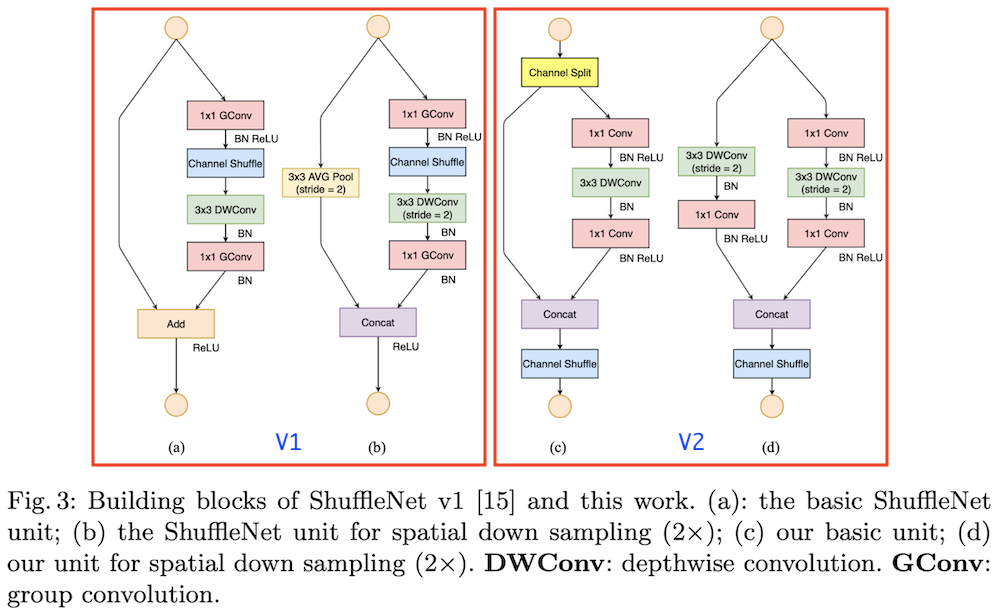 1x1 GConv
BN ReLU
Channel Shuffle
3x3 DWConv
BN
1x1 GConv
BN
Add
ReLU
(a)
1x1 GConv
BN ReLU
Channel Shuffle
3x3 AVG Pool
(stride = 2)
3x3 DWConv
(stride = 2)
BN
1x1 GConv
BN
Concat
ReLU
(b)
V1
Channel Split
1x1 Conv
BN ReLU
3x3 DWConv
BN
1x1 Conv
BN ReLU
Concat
Channel Shuffle
(c)
V2
3x3 DWConv
(stride = 2)
BN
1x1 Conv
BN ReLU
1x1 Conv
BN ReLU
3x3 DWConv
(stride = 2)
BN
1x1 Conv
BN ReLU
Concat
Channel Shuffle
(d)
Fig. 3: Building blocks of ShuffleNet v1 [15] and this work. (a): the basic ShuffleNet
unit; (b) the ShuffleNet unit for spatial down sampling (2×); (c) our basic unit; (d)
our unit for spatial down sampling (2×). DWConv: depthwise convolution. GConv:
group convolution.